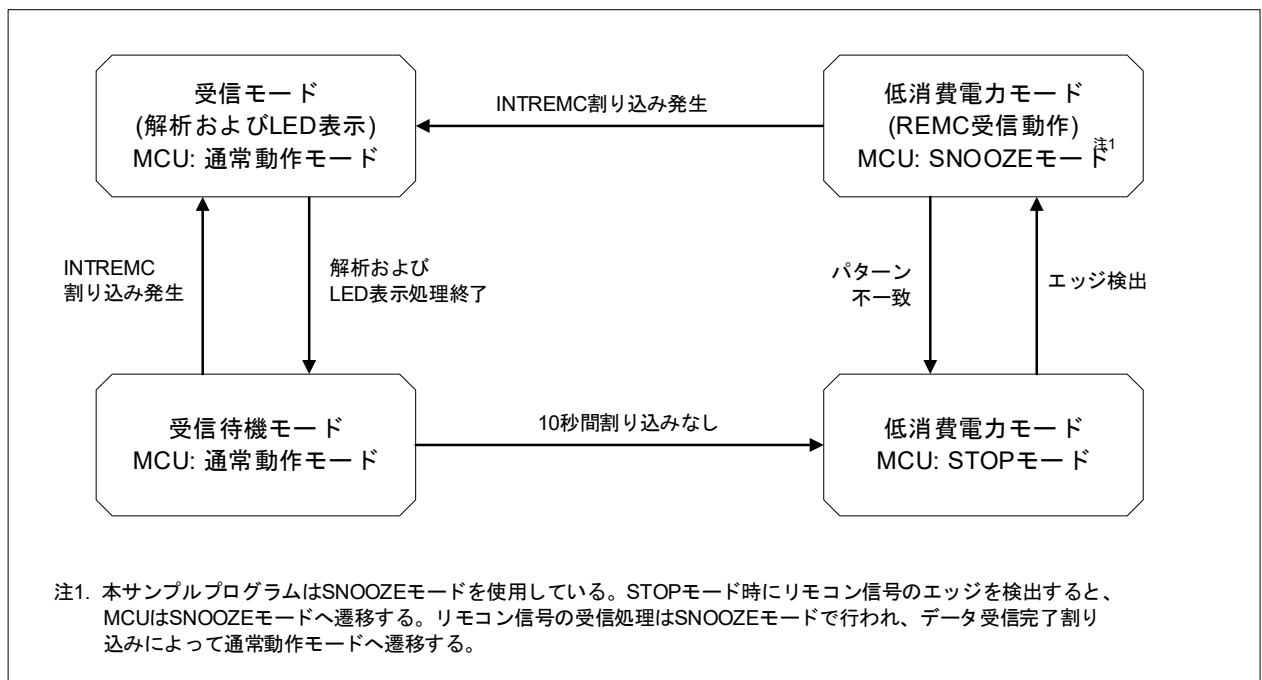 受信モード
(解析およびLED表示)
MCU: 通常動作モード
INTREMC割り込み発生
低消費電力モード
(REMC受信動作)
MCU: SNOOZEモード注1
INTREMC
割り込み発生
解析および
LED表示処理終了
パターン
不一致
エッジ検出
受信待機モード
MCU: 通常動作モード
10秒間割り込みなし
低消費電力モード
MCU: STOPモード
注1. 本サンプルプログラムはSNOOZEモードを使用している。STOPモード時にリモコン信号のエッジを検出すると、
MCUはSNOOZEモードへ遷移する。リモコン信号の受信処理はSNOOZEモードで行われ、データ受信完了割り
込みによって通常動作モードへ遷移する。